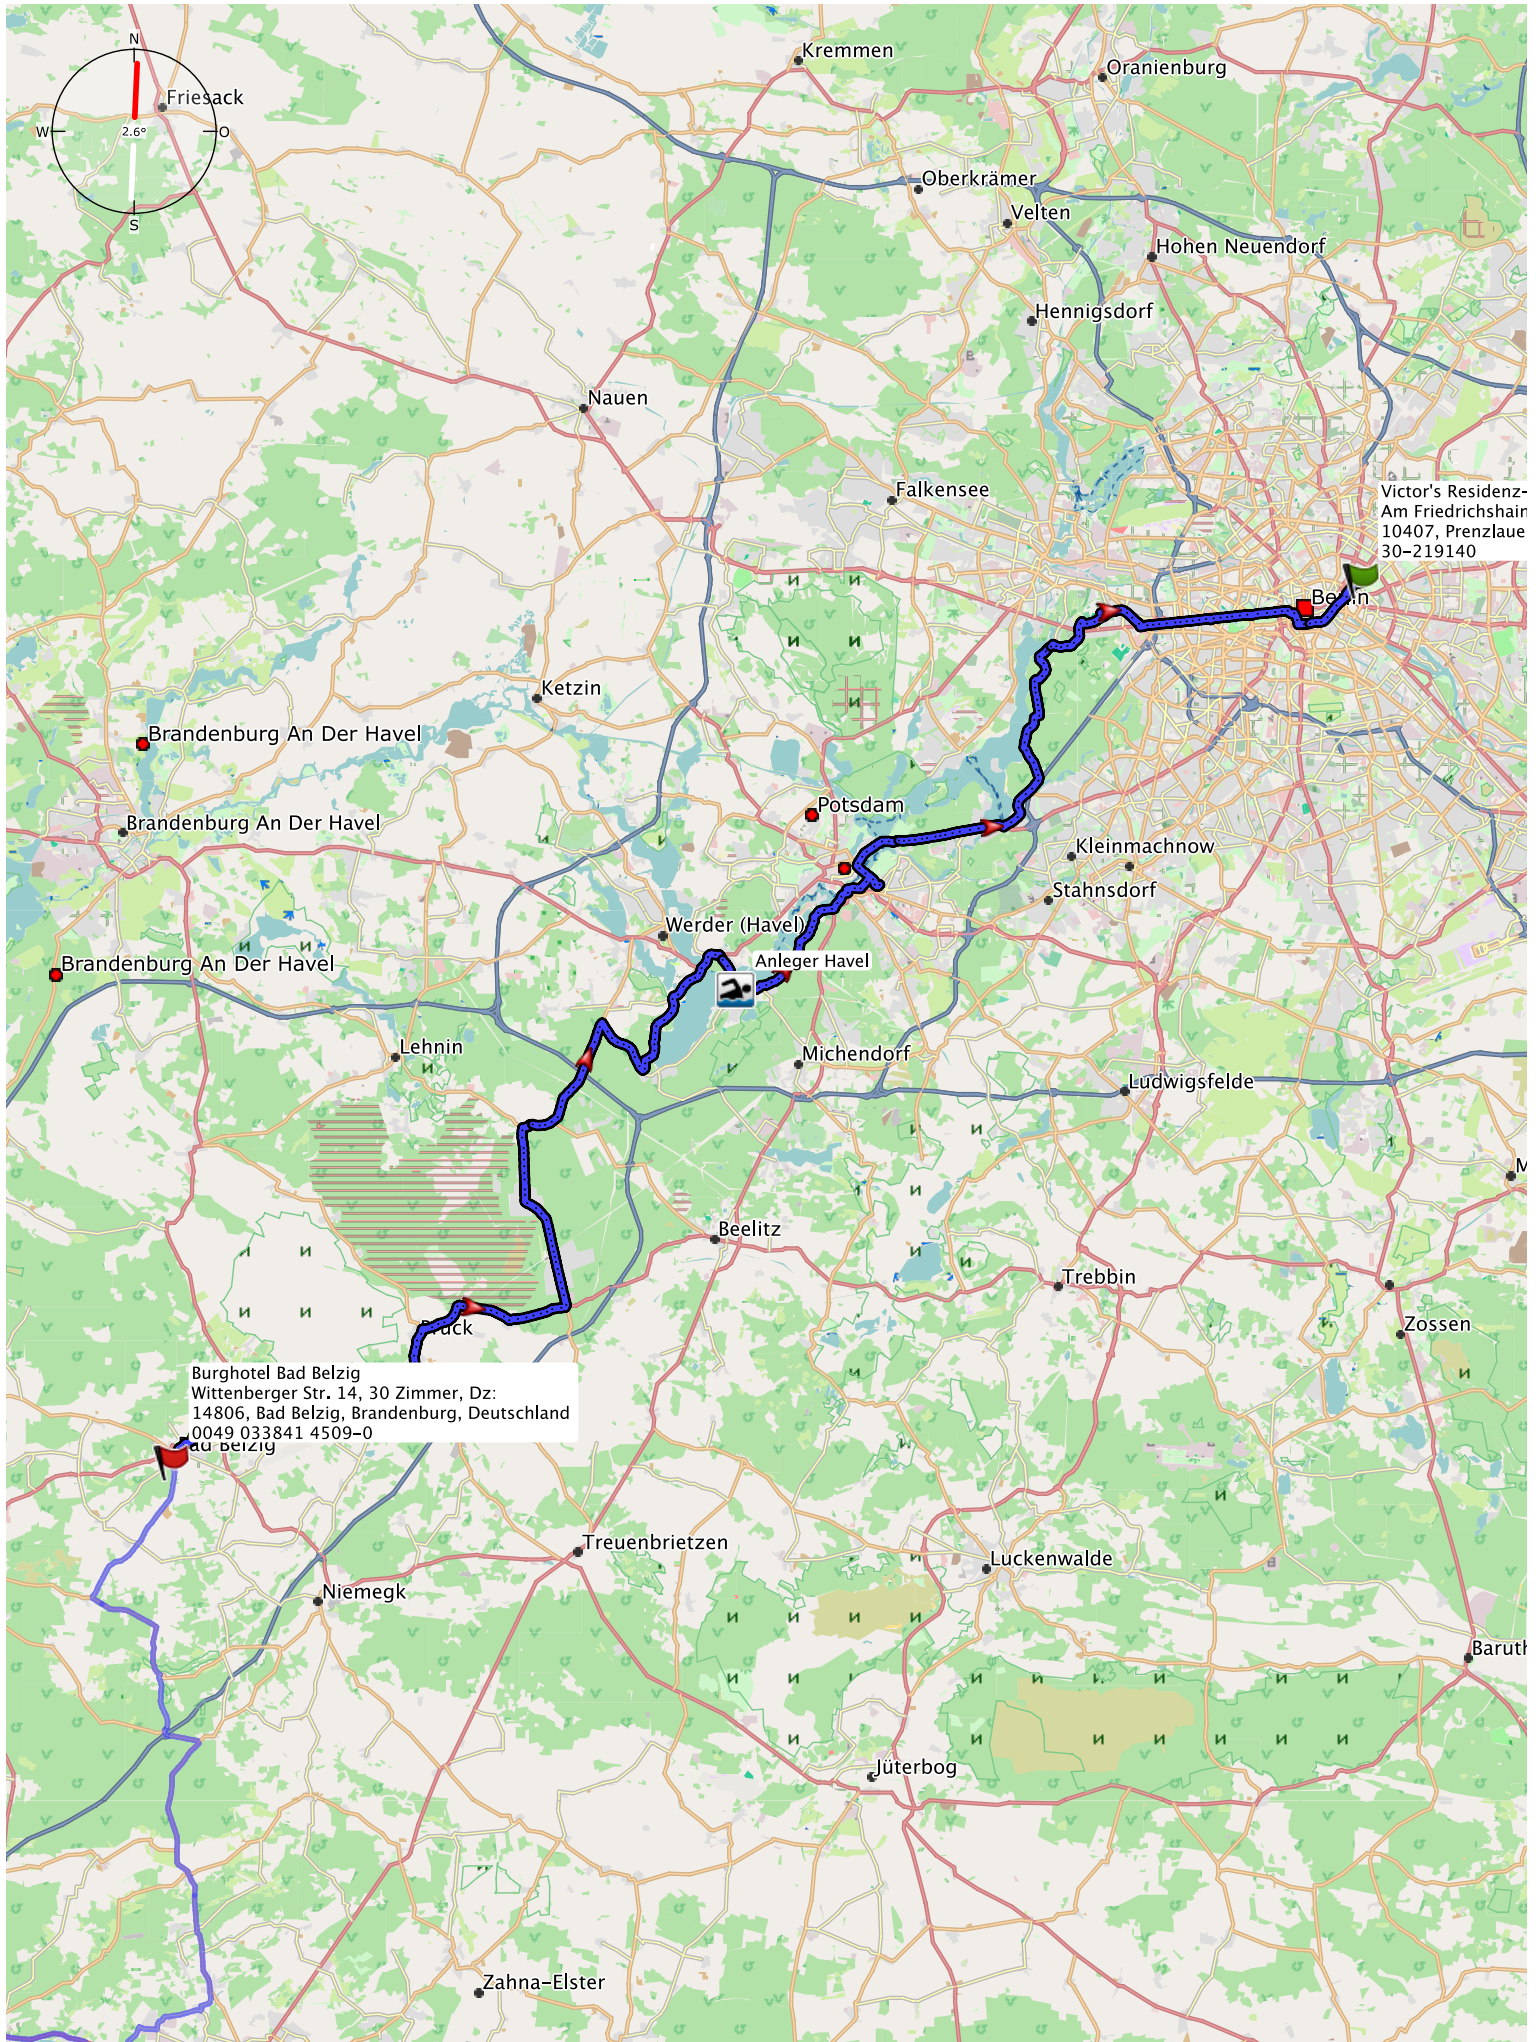 N
Friesack
W
2.6°
O
S
Kremmen
Oranienburg
Oberkrämer
Velten
Hohen Neuendorf
Hennigsdorf
Nauen
Falkensee
Victor's Residenz-
Am Friedrichshain
10407, Prenzlaue
30-219140
Ketzin
Brandenburg An Der Havel
Potsdam
Brandenburg An Der Havel
Kleinmachnow
Stahnsdorf
Werder (Havel)
Anleger Havel
Brandenburg An Der Havel
Lehnin
Michendorf
Ludwigsfelde
M
Beelitz
Trebbin
Zossen
Burghotel Bad Belzig
Wittenberger Str. 14, 30 Zimmer, Dz:
14806, Bad Belzig, Brandenburg, Deutschland
0049 033841 4509-0
ad Belzig
Treuenbrietzen
Luckenwalde
Niemegk
Baruth
Jüterbog
Zahna-Elster